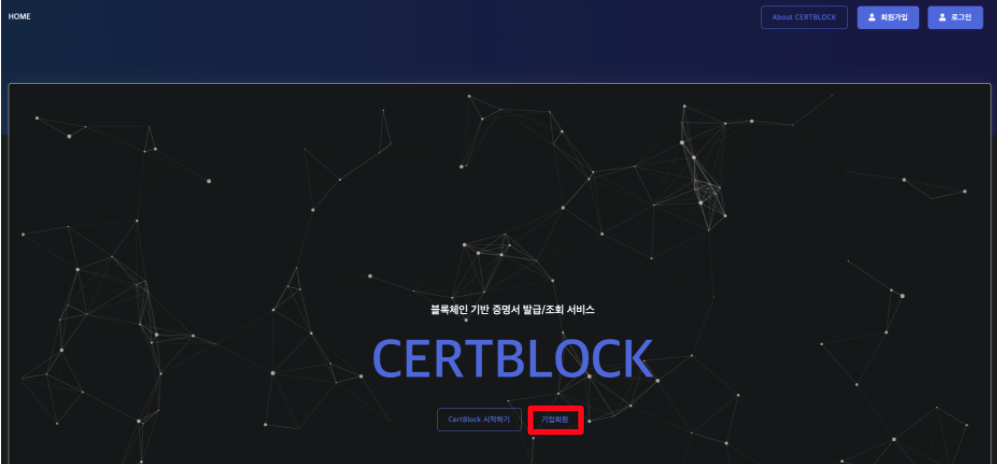 HOME
About CERTBLOCK
회원가입
로그인
블록체인 기반 증명서 발급/조회 서비스
CERTBLOCK
CertBlock 시작하기
기업회원